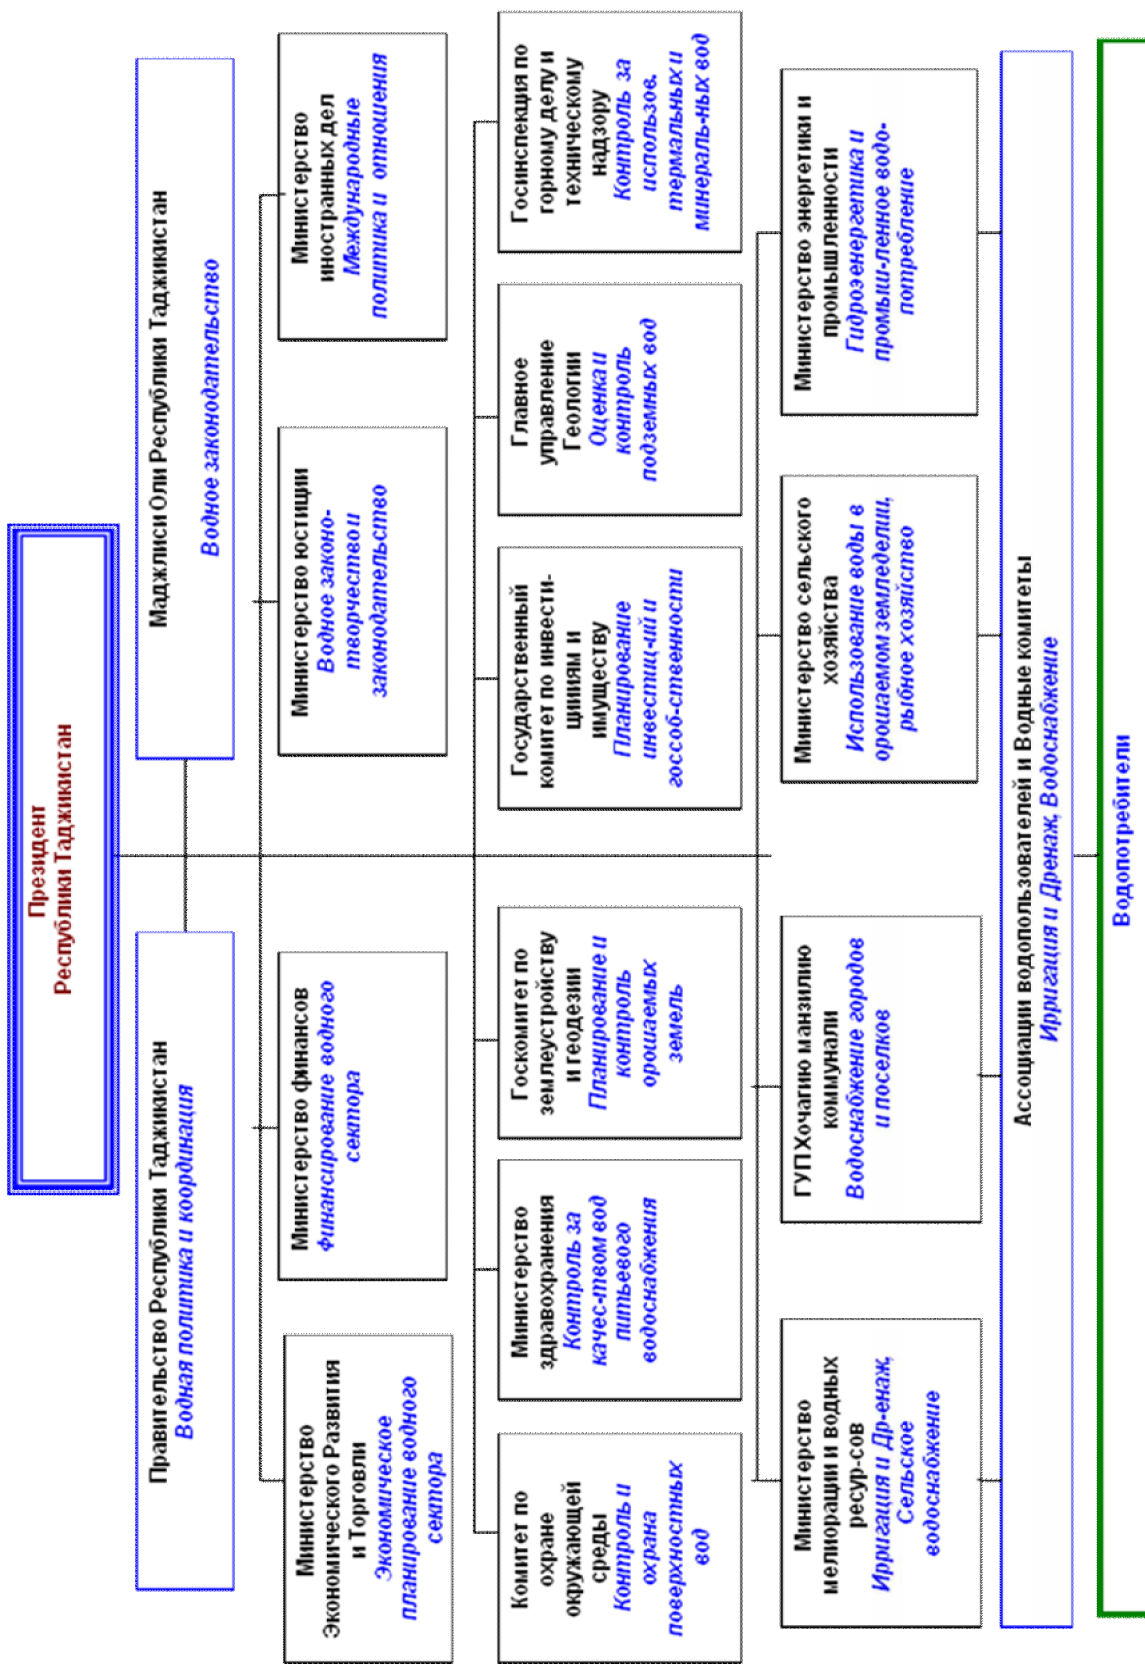 Президент
Республики Таджикистан
Правительство Республики Таджикистан
Водная политика и координация
Маджлиси Оли Республики Таджикистан
Водное законодательство
Министерство
Экономического Развития
и Торговли
Экономическое
планирование водного
сектора
Министерство финансов
Финансирование водного
сектора
Министерство юстиции
Водное законо-
творчество и
законодательство
Министерство
иностранных дел
Международные
политика и отношения
Комитет по
охране
окружающей
среды
Контроль и
охрана
поверхностных
вод
Министерство
здравохранения
Контроль за
качес-твом вод
питьевого
водоснабжения
Госкомитет по
землеустройству
и геодезии
Планирование и
контроль
орошаемых
земель
Государственный
комитет по инвести-
циииям и
имуществу
Планирование
инвестиц-ий и
госсоб-ственности
Главное
управление
Геологии
Оценка и
контроль
подземных вод
Госинспекция по
горному делу и
техническому
надзору
Контроль за
использов.
термальных и
минераль-ных вод
Министерство
мелиорации и водных
ресур-сов
Ирригация и Др-енаж,
Сельское
водоснабжение
ГУП Хочагию манзилию
коммунали
Водоснабжение городов
и поселков
Министерство сельского
хозяйства
Использование воды в
орошаемом земледелии,
рыбное хозяйство
Министерство энергетики и
промышленности
Гидроэнергетика и
промыш-ленное водо-
потребление
Ассоциации водопользователей и Водные комитеты
Ирригация и Дренаж, Водоснабжение
Водопотребители